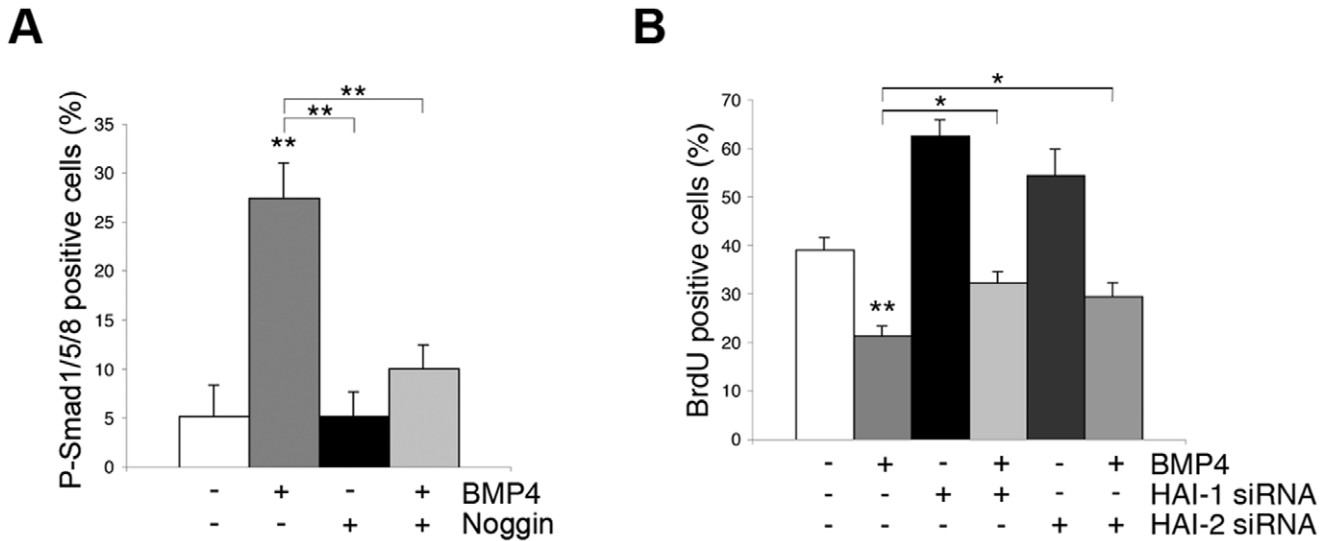 A
P-Smad1/5/8 positive cells (%)
35
30
25
20
15
10
5
0
**
**
**
- + - + BMP4
- - + + Noggin
B
BrdU positive cells (%)
70
60
50
40
30
20
10
0
*
*
**
- + - + - + BMP4
- - + + - - HAI-1 siRNA
- - - - + + HAI-2 siRNA